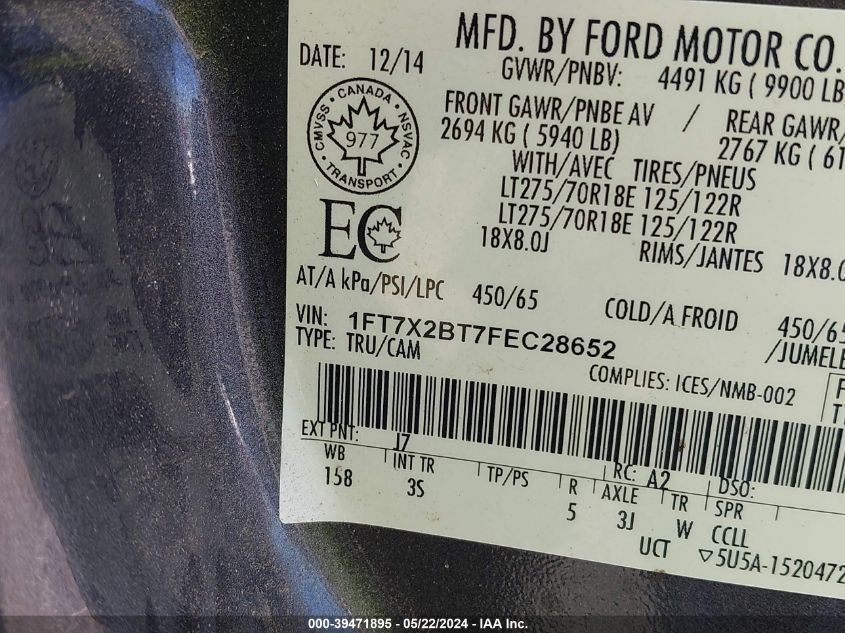 MFD. BY FORD MOTOR CO.
DATE: 12/14
GVWR/PNBV: 4491 KG ( 9900 LB
CMVSS · CANADA · NSVAC · TRANSPORT ·
977
FRONT GAWR/PNBE AV / REAR GAWR/
2694 KG ( 5940 LB) 2767 KG ( 61
WITH/AVEC TIRES/PNEUS
LT275/70R18E 125/122R
LT275/70R18E 125/122R
EC
18X8.0J RIMS/JANTES 18X8.0
AT/A kPa/PSI/LPC 450/65 COLD/A FROID 450/65
VIN: 1FT7X2BT7FEC28652 /JUMELE
TYPE: TRU/CAM
COMPLIES: ICES/NMB-002
EXT PNT: J7 RC: A2 DSO:
WB INT TR TP/PS R AXLE TR SPR
158 3S 5 3J W CCLL
UCT ▽5U5A-1520472
000-39471895 - 05/22/2024 - IAA Inc.